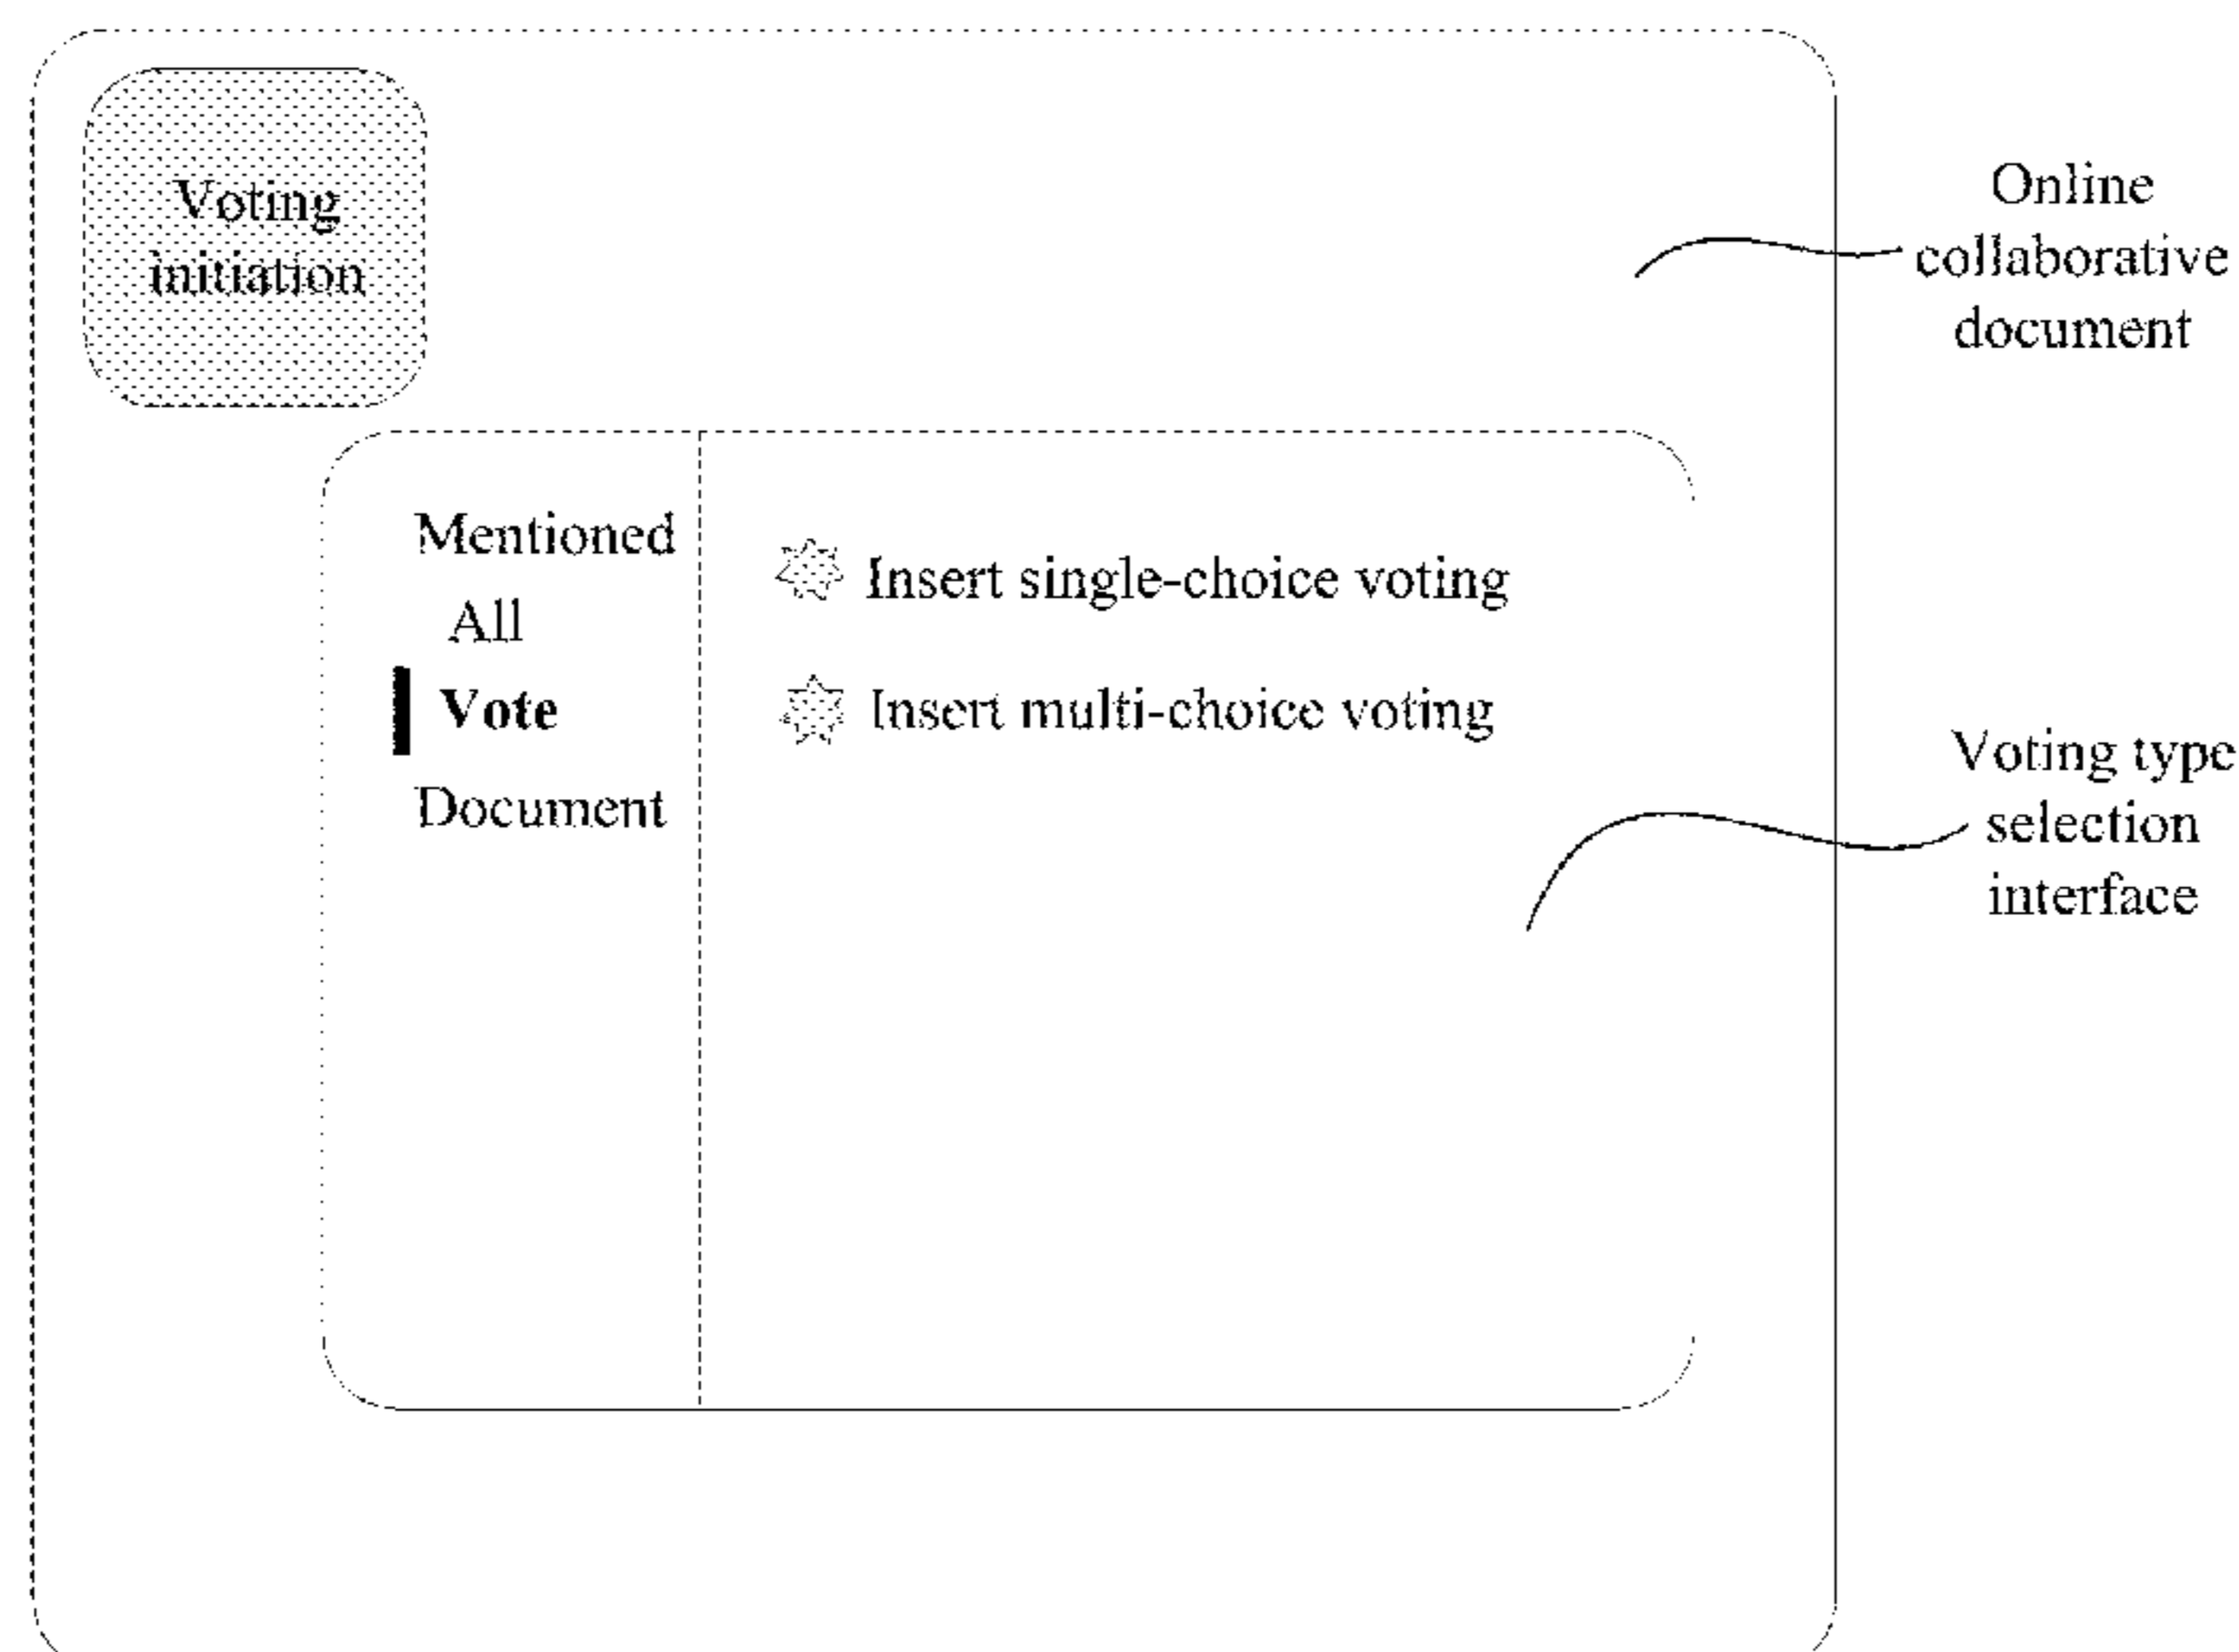 Voting
initiation
Online
collaborative
document
Mentioned
All
Vote
Document
Insert single-choice voting
Insert multi-choice voting
Voting type
selection
interface